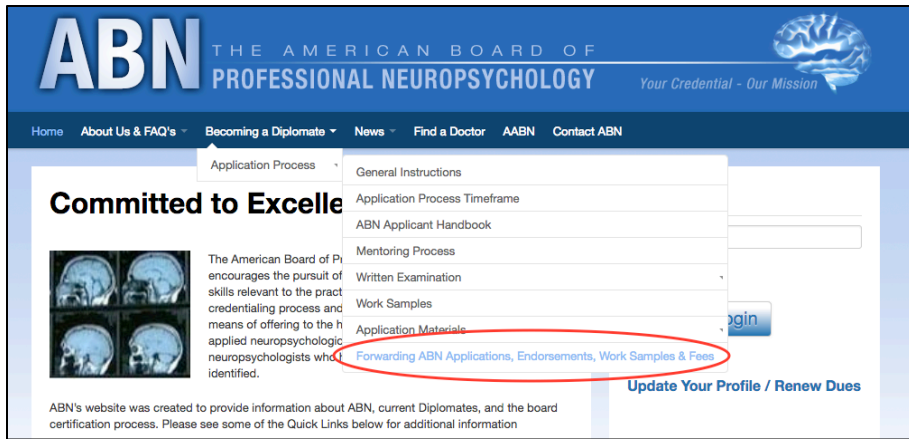 ABN THE AMERICAN BOARD OF
PROFESSIONAL NEUROPSYCHOLOGY
Your Credential - Our Mission
Home About Us & FAQ's Becoming a Diplomate News Find a Doctor AABN Contact ABN
Application Process
General Instructions
Application Process Timeframe
ABN Applicant Handbook
Mentoring Process
Written Examination
Work Samples
Application Materials
Forwarding ABN Applications, Endorsements, Work Samples & Fees
Committed to Excelle
The American Board of P
encourages the pursuit of
skills relevant to the pract
credentialing process and
means of offering to the h
applied neuropsychologic
neuropsychologists who h
identified.
ABN's website was created to provide information about ABN, current Diplomates, and the board
certification process. Please see some of the Quick Links below for additional information
ogin
Update Your Profile / Renew Dues